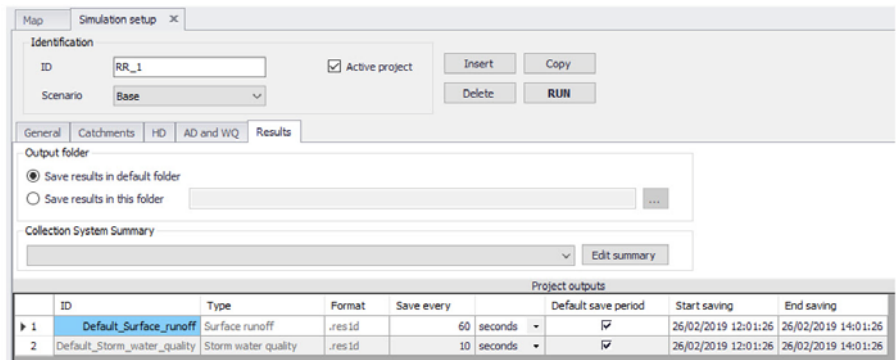 Map Simulation setup
Identification
ID RR_1 Active project Insert Copy
Scenario Base Delete RUN
General Catchments HD AD and WQ Results
Output folder
Save results in default folder
Save results in this folder ...
Collection System Summary
Edit summary
Project outputs
ID Type Format Save every Default save period Start saving End saving
1 Default_Surface_runoff Surface runoff .res1d 60 seconds 26/02/2019 12:01:26 26/02/2019 14:01:26
2 Default_Storm_water_quality Storm water quality .res1d 10 seconds 26/02/2019 12:01:26 26/02/2019 14:01:26